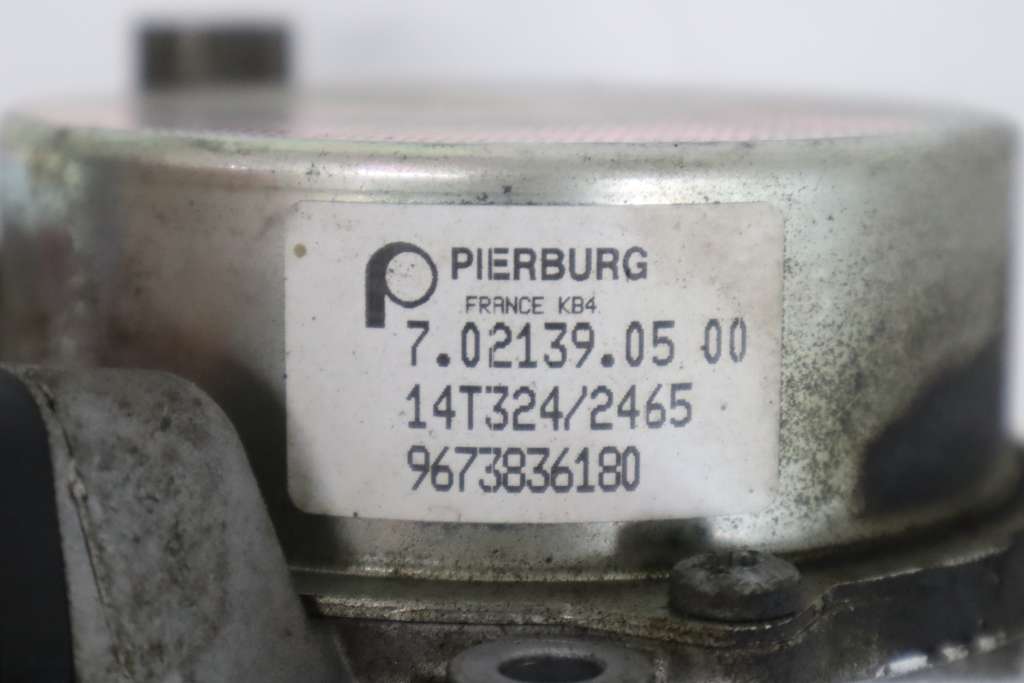 PIERBURG
FRANCE KB4
7.02139.05 00
14T324/2465
9673836180